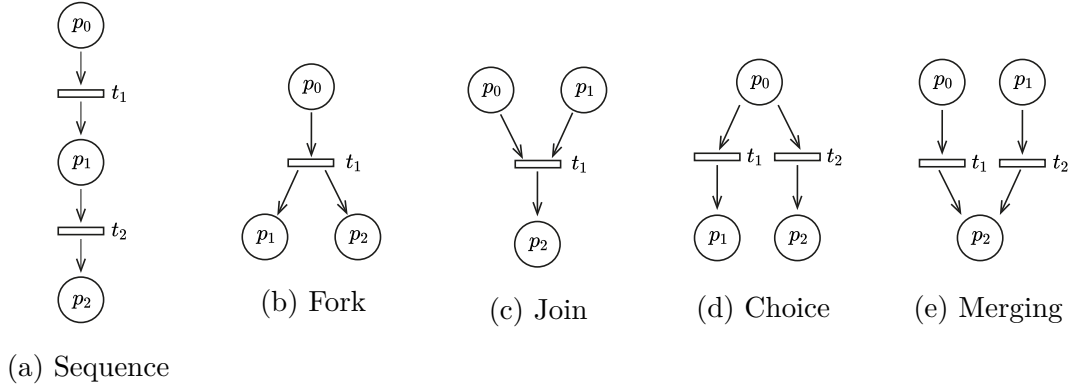 p0
t1
p1
t2
p2
(a) Sequence
p0
t1
p1 p2
(b) Fork
p0 p1
t1
p2
(c) Join
p0
t1 t2
p1 p2
(d) Choice
p0 p1
t1 t2
p2
(e) Merging